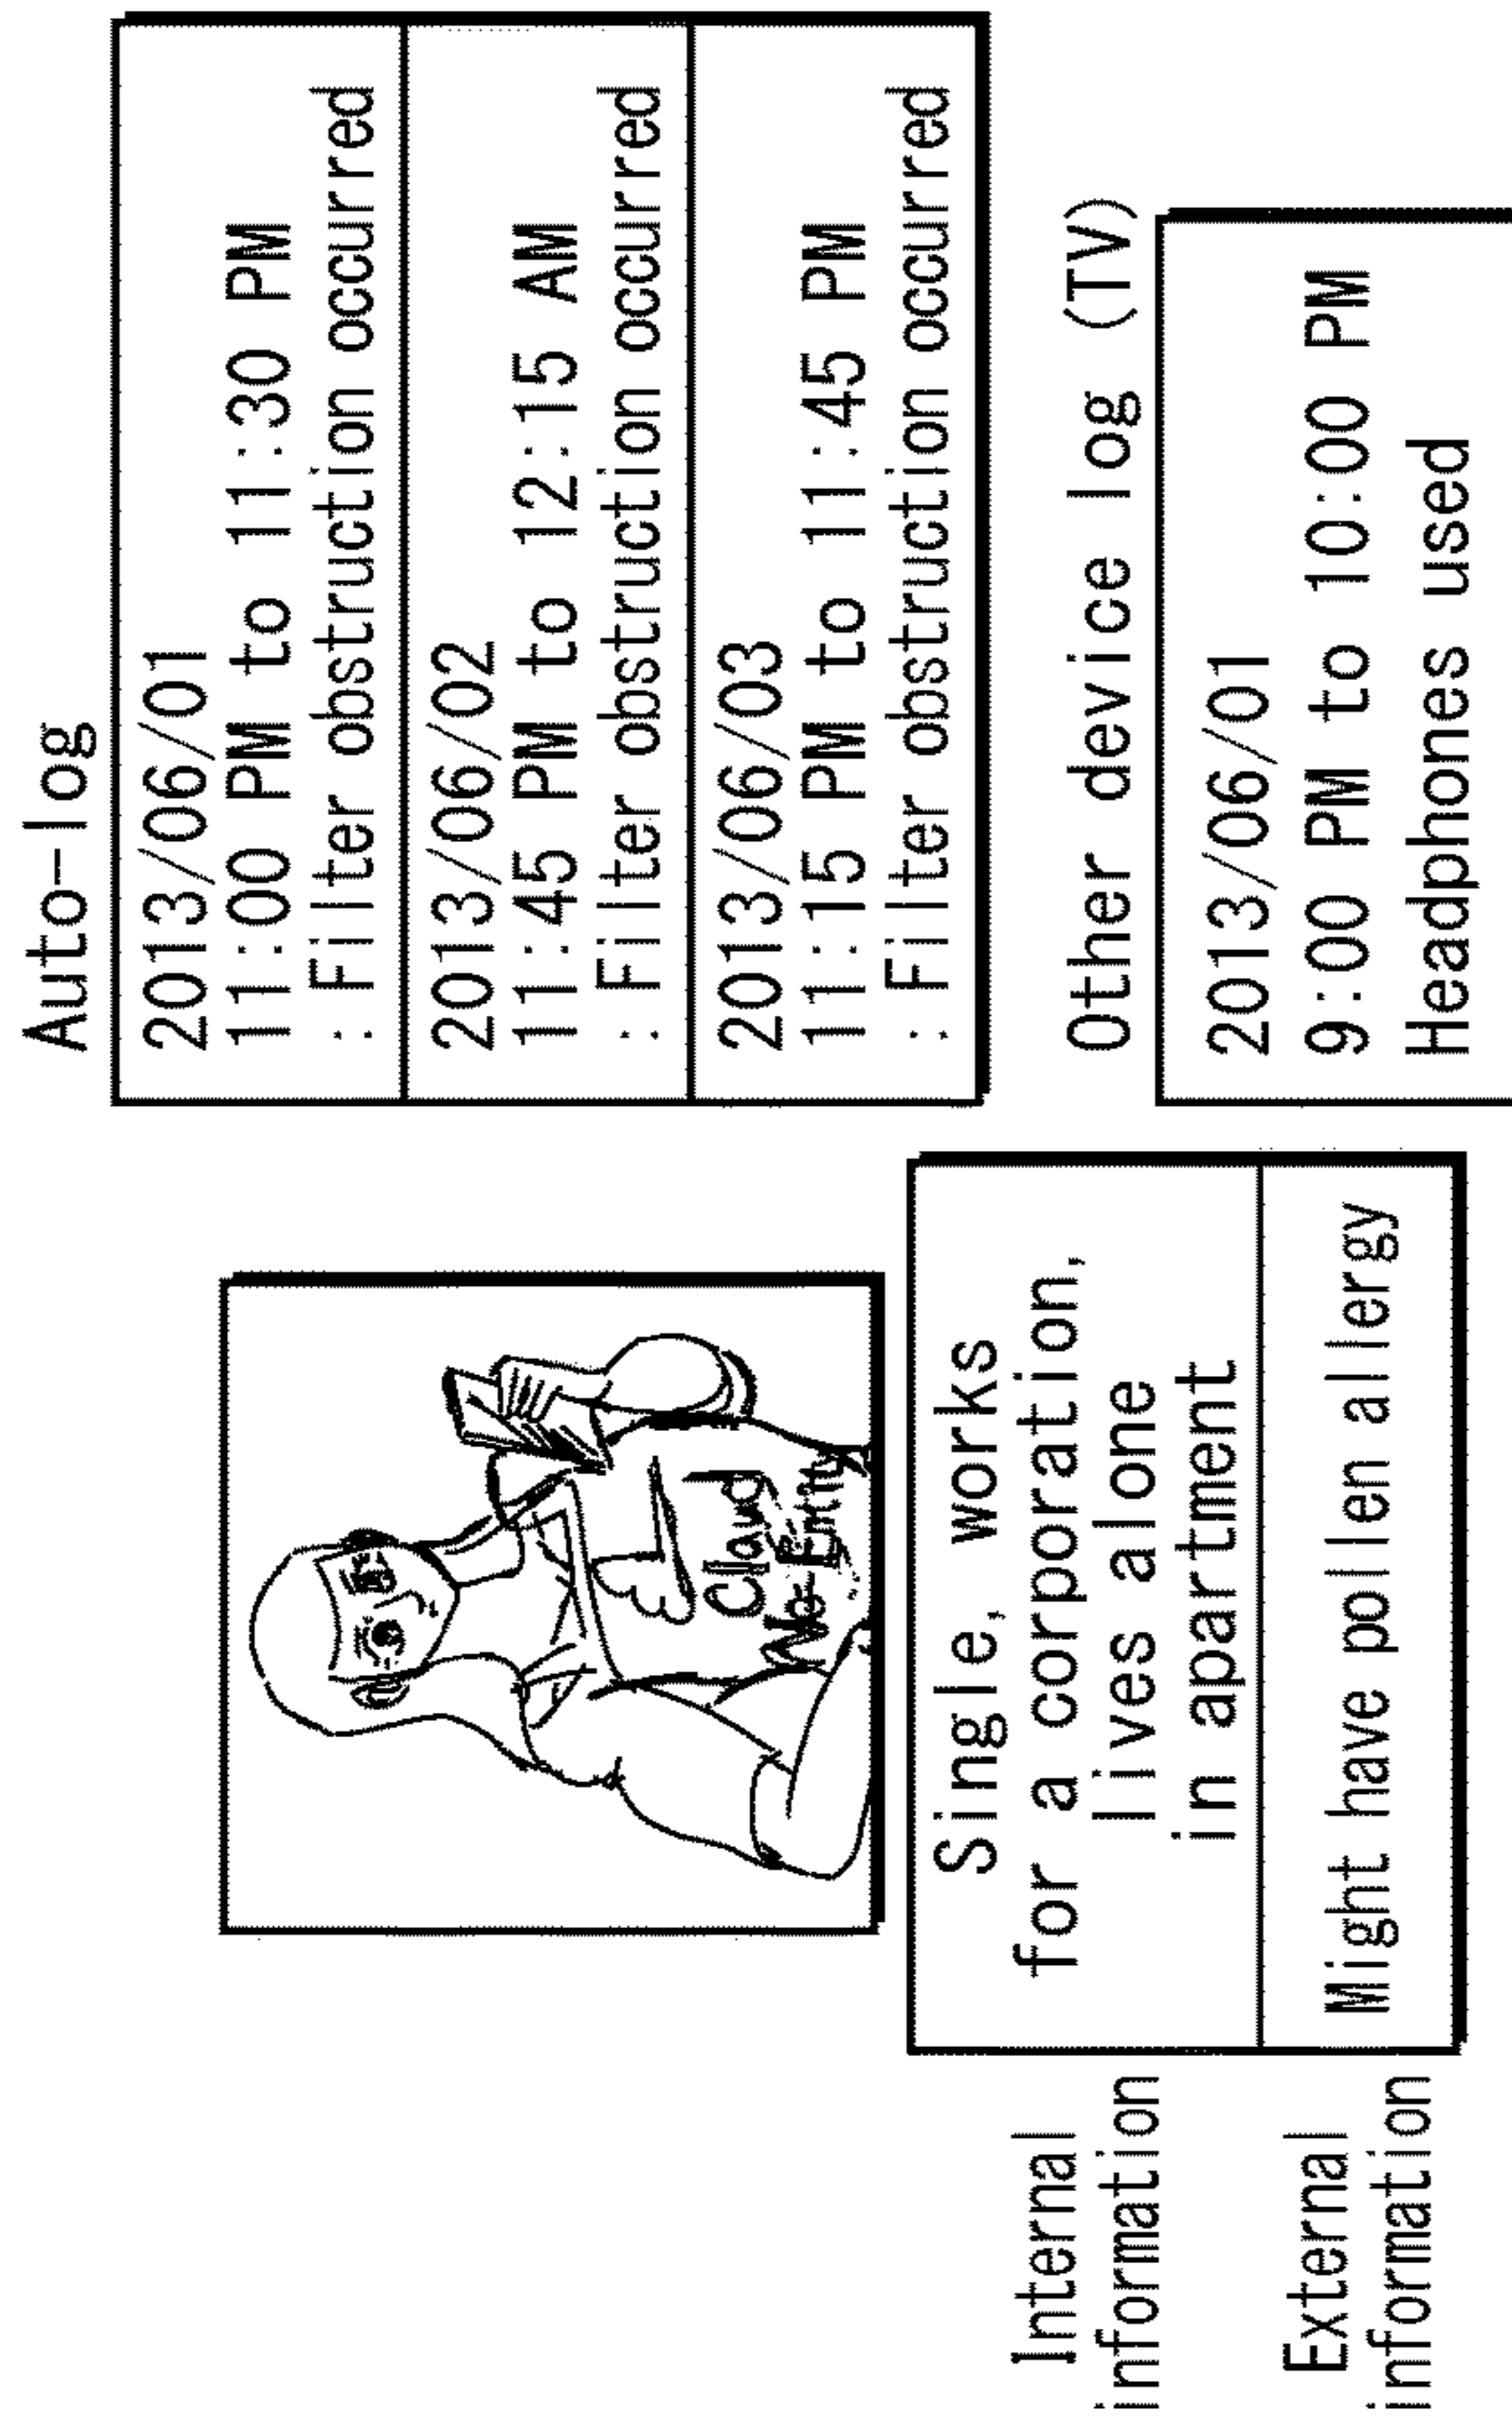 Auto-log
2013/06/01
11:00 PM to 11:30 PM
:Filter obstruction occurred
2013/06/02
11:45 PM to 12:15 AM
:Filter obstruction occurred
2013/06/03
11:15 PM to 11:45 PM
:Filter obstruction occurred
Other device log (TV)
2013/06/01
9:00 PM to 10:00 PM
Headphones used
Internal
information
Single, works
for a corporation,
lives alone
in apartment
External
information
Might have pollen allergy